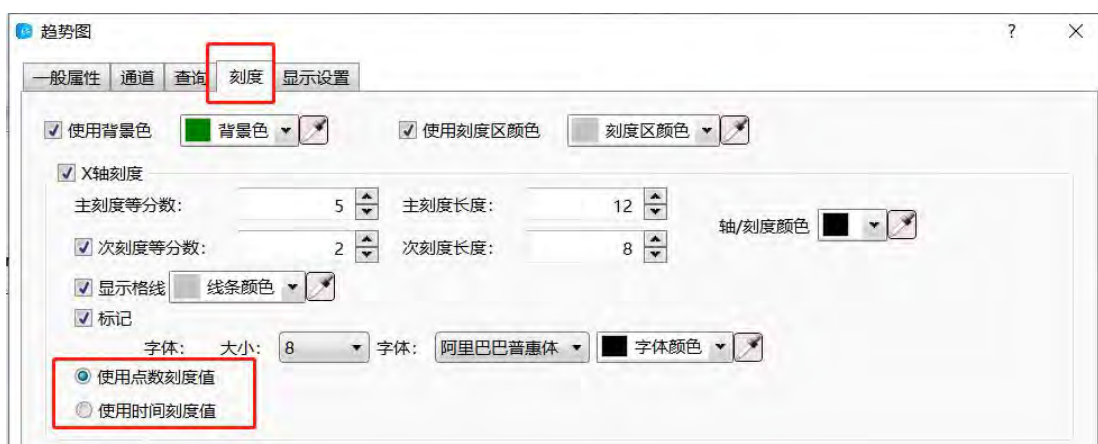 趋势图 ? ×
一般属性 通道 查询 刻度 显示设置
使用背景色 背景色 使用刻度区颜色 刻度区颜色
X轴刻度
主刻度等分数: 5 主刻度长度: 12 轴/刻度颜色
次刻度等分数: 2 次刻度长度: 8
显示格线 线条颜色
标记
字体: 大小: 8 字体: 阿里巴巴普惠体 字体颜色
使用点数刻度值
使用时间刻度值